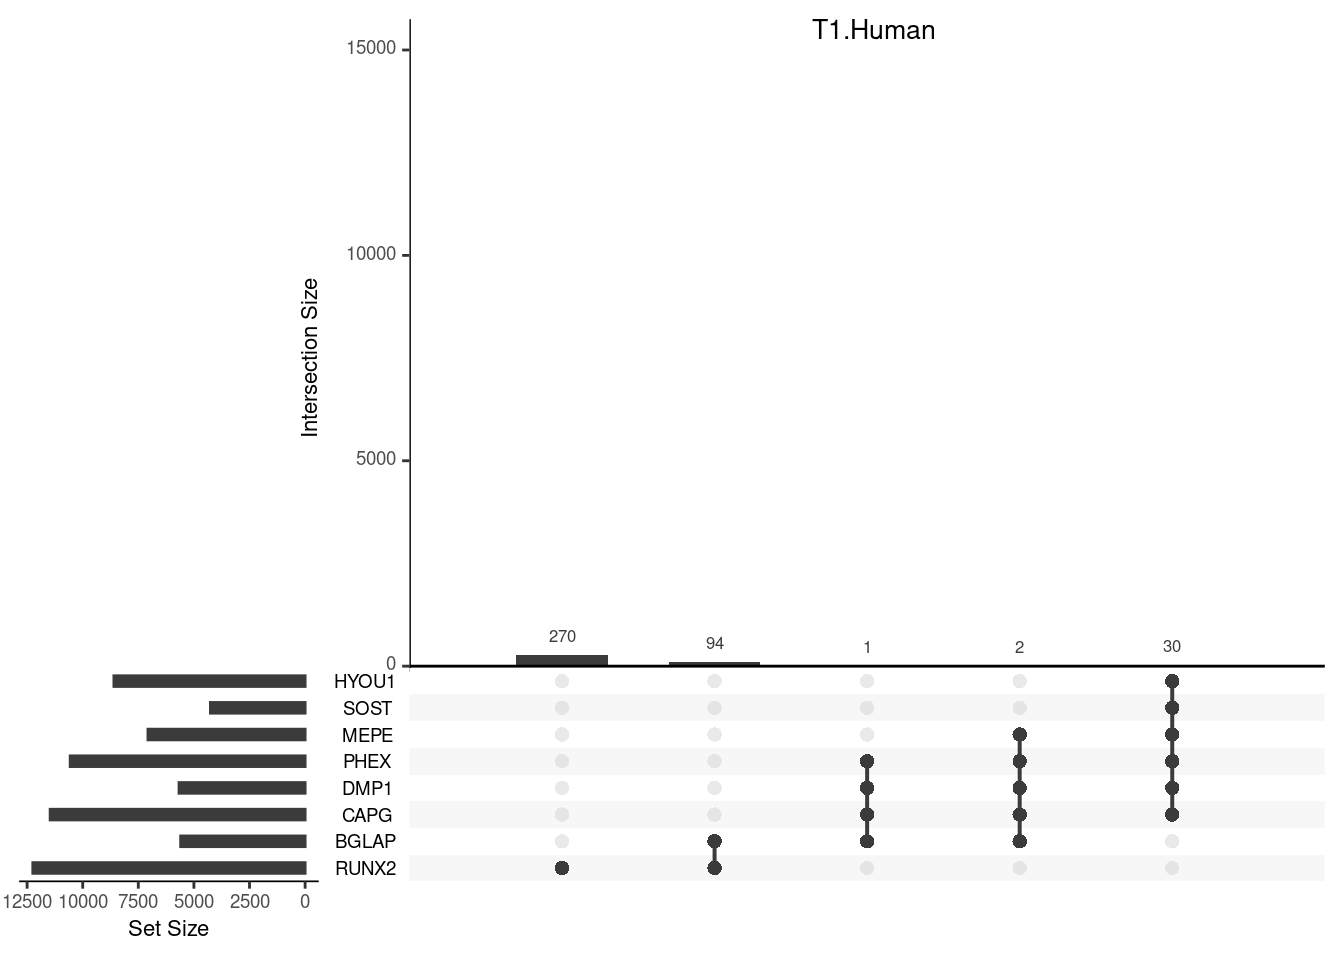 T1.Human
15000
10000
5000
0
Intersection Size
270
94
1
2
30
HYOU1
SOST
MEPE
PHEX
DMP1
CAPG
BGLAP
RUNX2
12500 10000 7500 5000 2500 0
Set Size